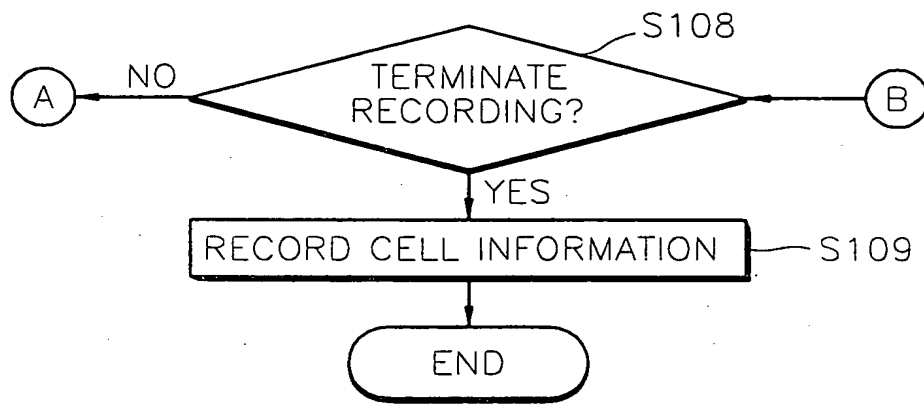 S108
A
NO
TERMINATE
RECORDING?
B
YES
RECORD CELL INFORMATION
S109
END